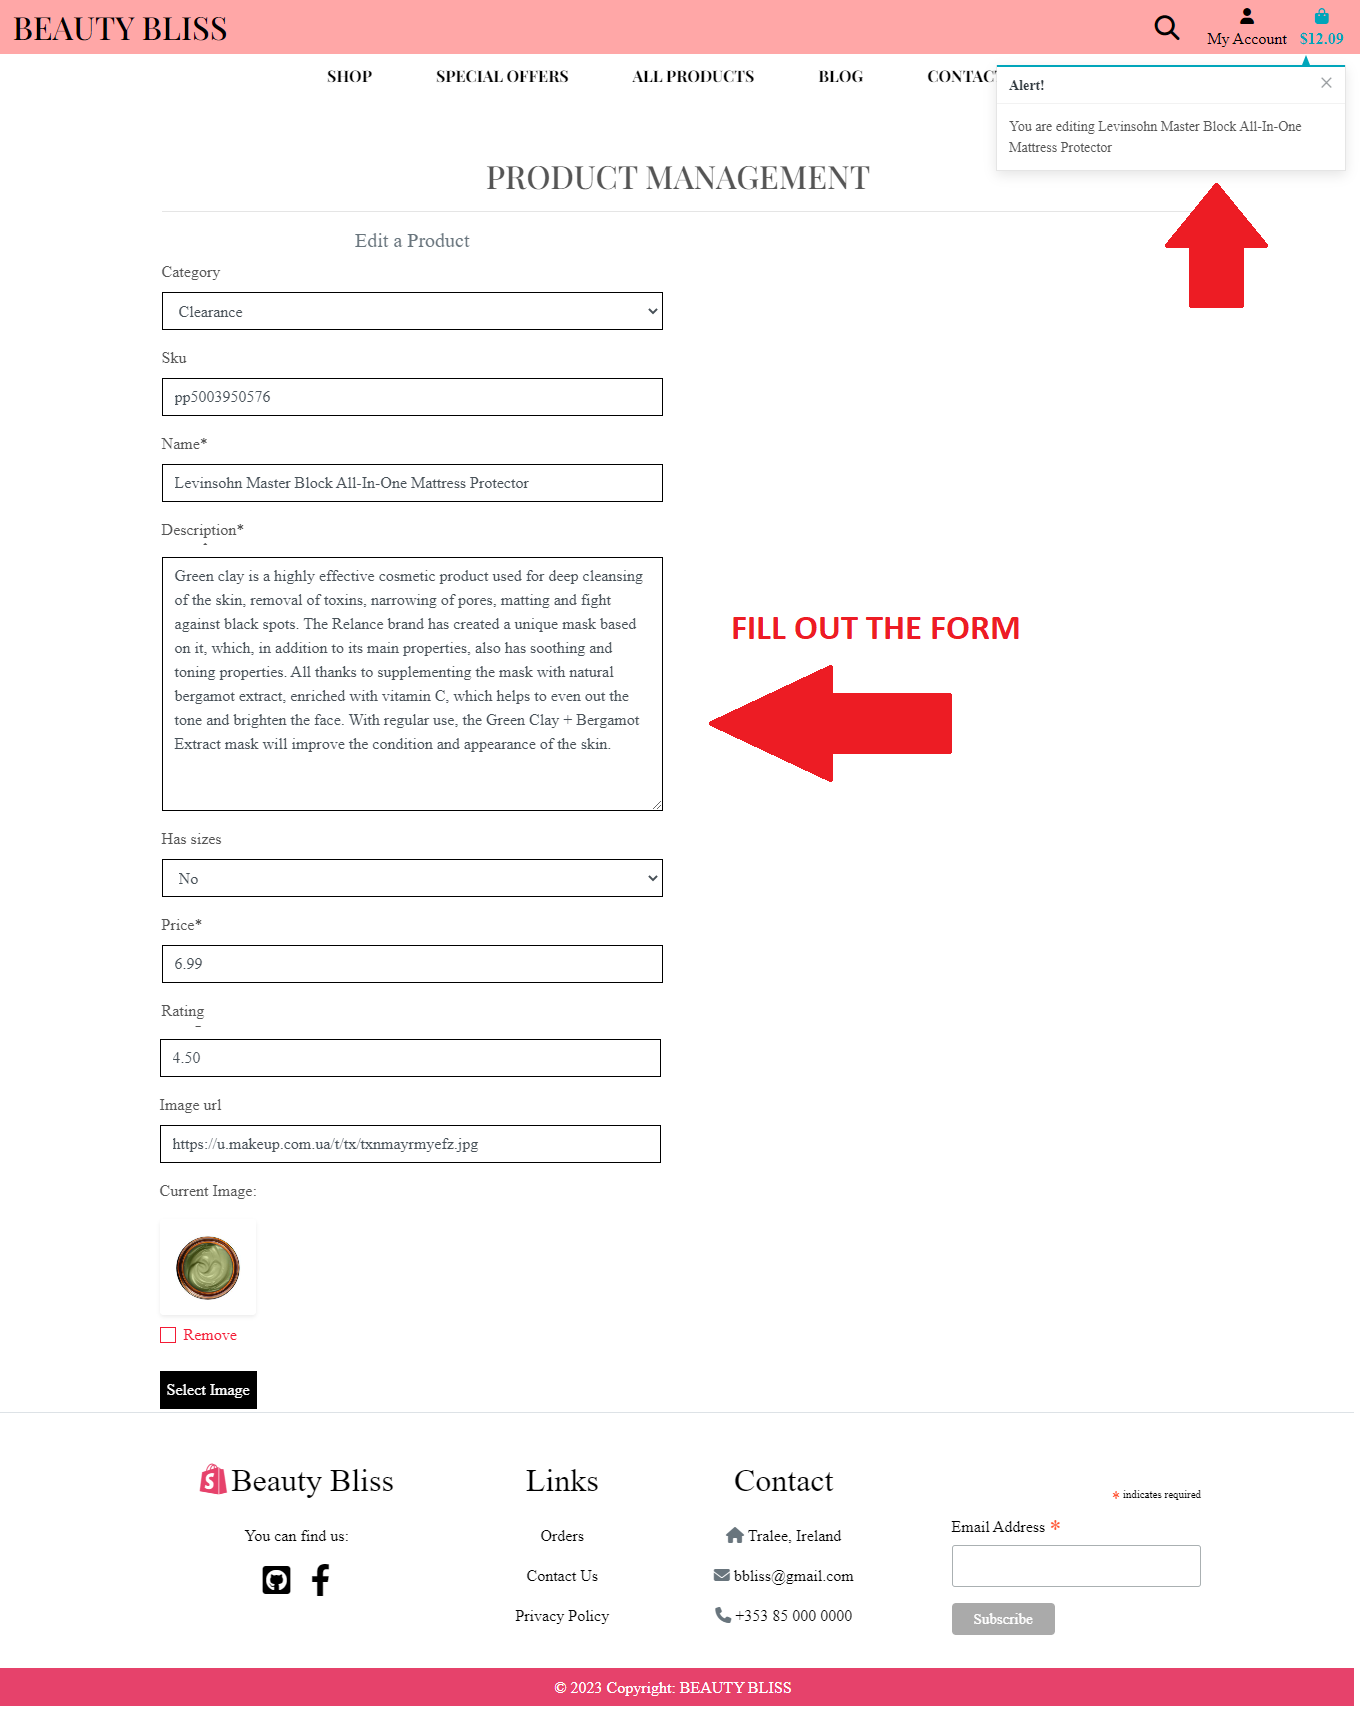 BEAUTY BLISS
My Account
$12.09
SHOP
SPECIAL OFFERS
ALL PRODUCTS
BLOG
CONTACT
Alert!
You are editing Levinsohn Master Block All-In-One
Mattress Protector
PRODUCT MANAGEMENT
Edit a Product
Category
Clearance
Sku
pp5003950576
Name*
Levinsohn Master Block All-In-One Mattress Protector
Description*
Green clay is a highly effective cosmetic product used for deep cleansing
of the skin, removal of toxins, narrowing of pores, matting and fight
against black spots. The Relance brand has created a unique mask based
on it, which, in addition to its main properties, also has soothing and
toning properties. All thanks to supplementing the mask with natural
bergamot extract, enriched with vitamin C, which helps to even out the
tone and brighten the face. With regular use, the Green Clay + Bergamot
Extract mask will improve the condition and appearance of the skin.
FILL OUT THE FORM
Has sizes
No
Price*
6.99
Rating
4.50
Image url
https://u.makeup.com.ua/t/tx/txnmayrmyefz.jpg
Current Image:
Remove
Select Image
Beauty Bliss
You can find us:
Links
Orders
Contact Us
Privacy Policy
Contact
Tralee, Ireland
bbliss@gmail.com
+353 85 000 0000
* indicates required
Email Address *
Subscribe
© 2023 Copyright: BEAUTY BLISS